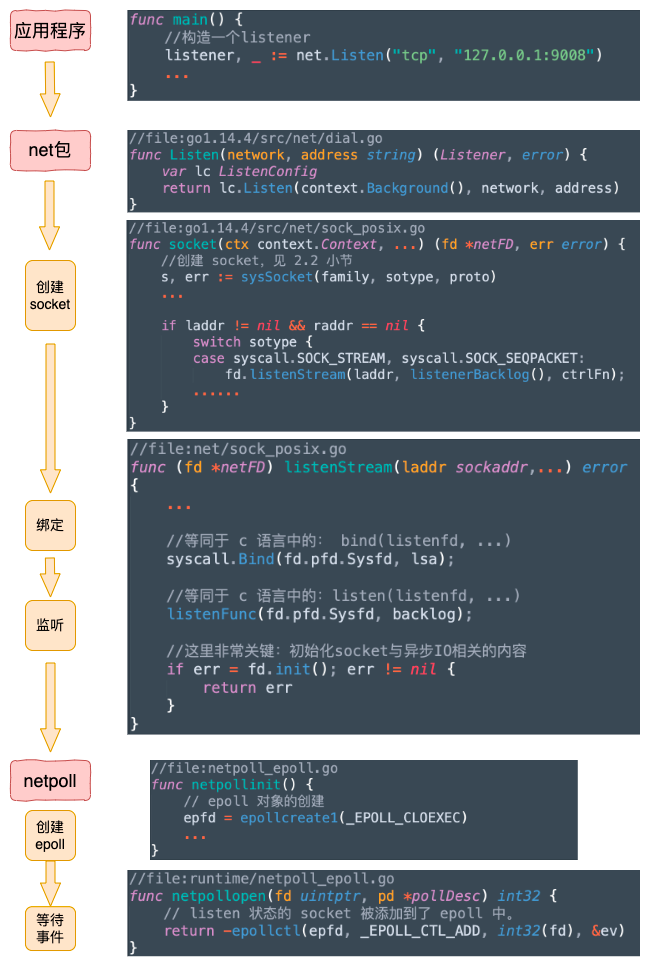 应用程序
func main() {
//构造一个listener
listener, _ := net.Listen("tcp", "127.0.0.1:9008")
...
}
net包
//file:go1.14.4/src/net/dial.go
func Listen(network, address string) (Listener, error) {
var lc ListenConfig
return lc.Listen(context.Background(), network, address)
}
//file:go1.14.4/src/net/sock_posix.go
func socket(ctx context.Context, ...) (fd *netFD, err error) {
//创建 socket，见 2.2 小节
s, err := sysSocket(family, sotype, proto)
...
if laddr != nil && raddr == nil {
switch sotype {
case syscall.SOCK_STREAM, syscall.SOCK_SEQPACKET:
fd.listenStream(laddr, listenerBacklog(), ctrlFn);
......
}
}
创建
socket
//file:net/sock_posix.go
func (fd *netFD) listenStream(laddr sockaddr,...) error
{
...
//等同于 c 语言中的： bind(listenfd, ...)
syscall.Bind(fd.pfd.Sysfd, lsa);
//等同于 c 语言中的：listen(listenfd, ...)
listenFunc(fd.pfd.Sysfd, backlog);
//这里非常关键：初始化socket与异步IO相关的内容
if err = fd.init(); err != nil {
return err
}
}
绑定
监听
netpoll
//file:netpoll_epoll.go
func netpollinit() {
// epoll 对象的创建
epfd = epollcreate1(_EPOLL_CLOEXEC)
...
}
创建
epoll
//file:runtime/netpoll_epoll.go
func netpollopen(fd uintptr, pd *pollDesc) int32 {
// listen 状态的 socket 被添加到了 epoll 中。
return -epollctl(epfd, _EPOLL_CTL_ADD, int32(fd), &ev)
}
等待
事件